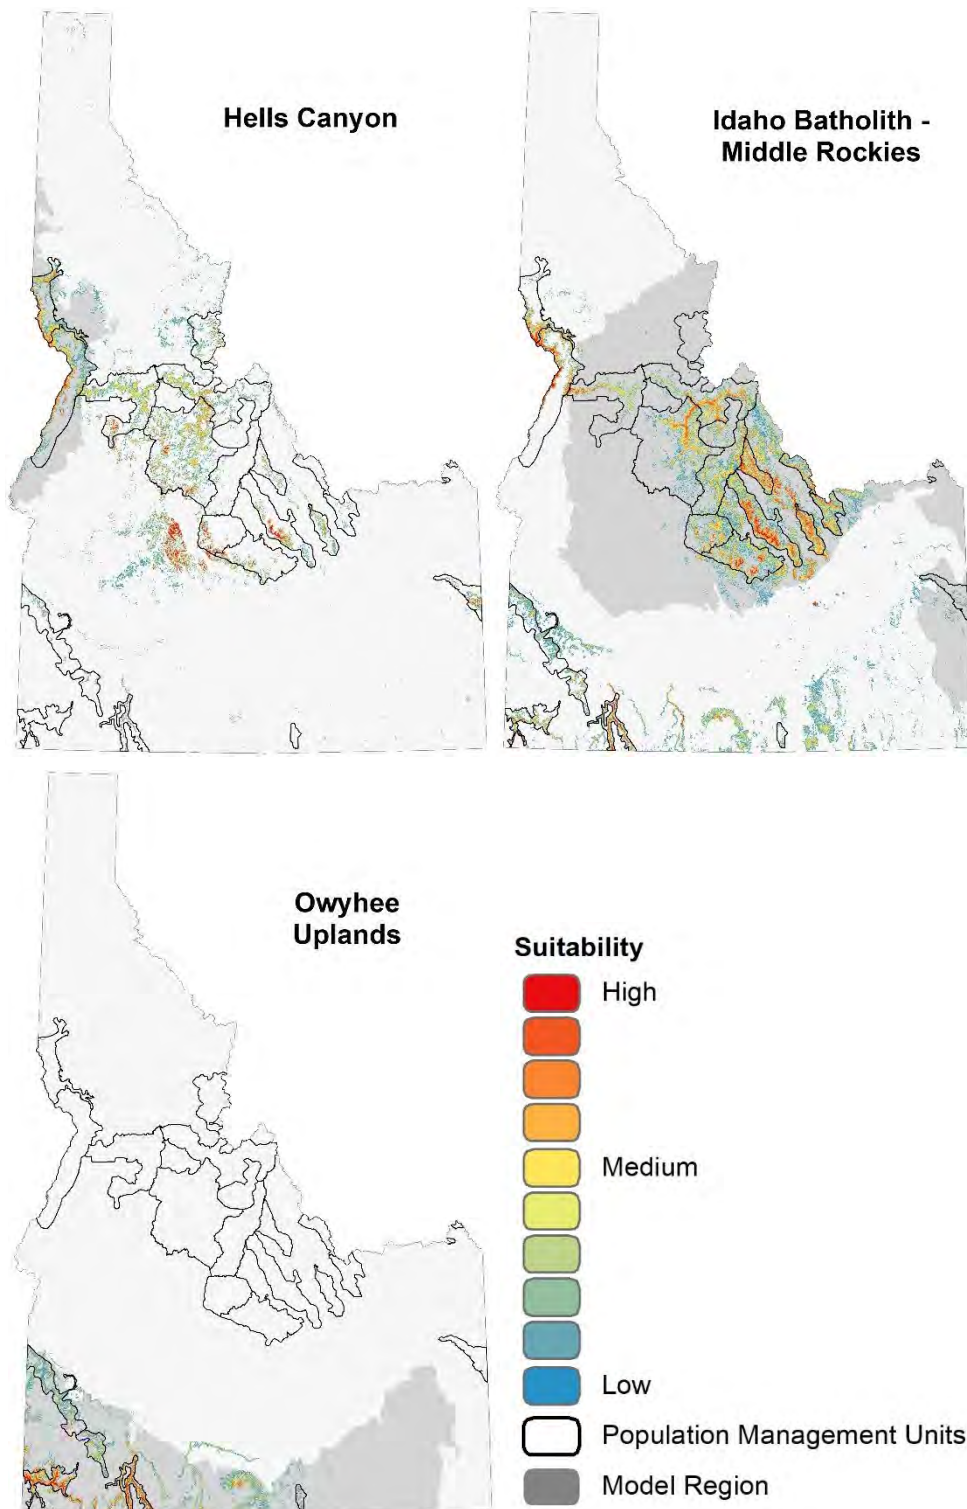 Hells Canyon
Idaho Batholith -
Middle Rockies
Owyhee
Uplands
Suitability
High
Medium
Low
Population Management Units
Model Region